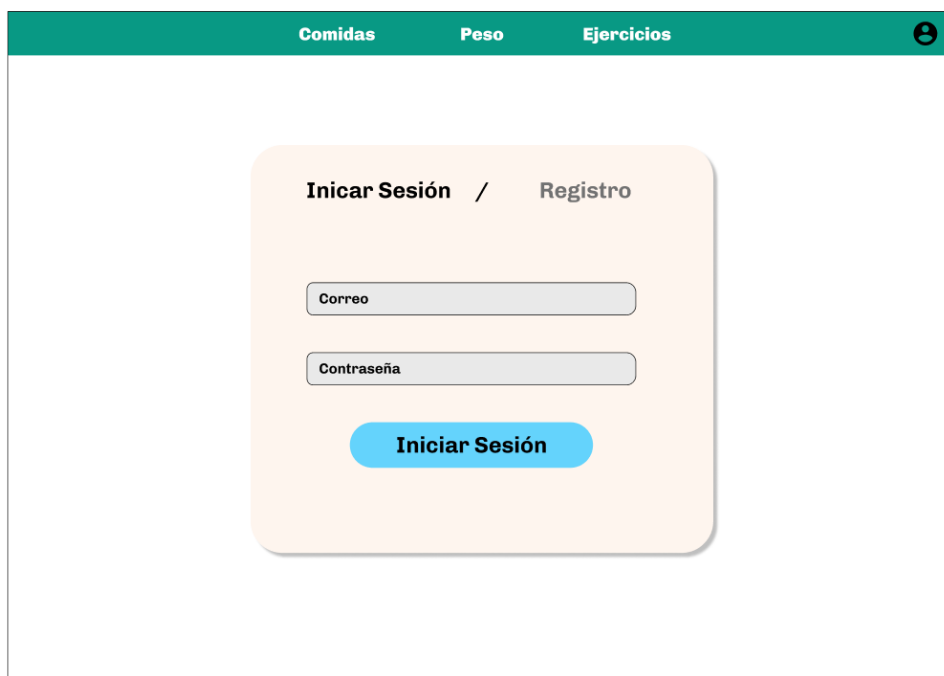 Comidas Peso Ejercicios
Inicar Sesión / Registro
Correo
Contraseña
Iniciar Sesión